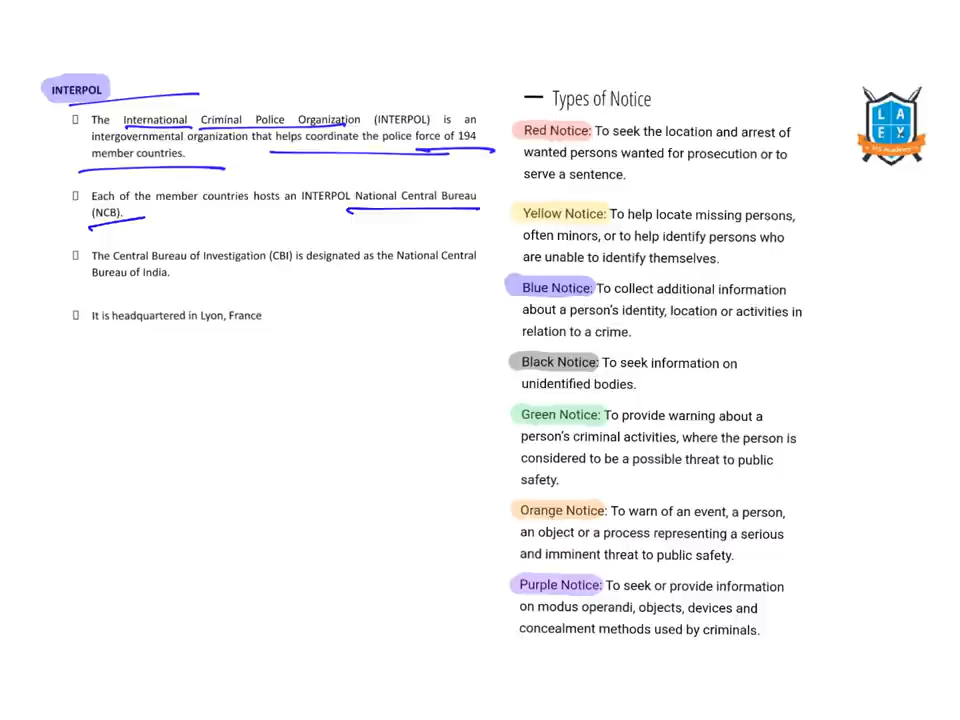 INTERPOL
The International Criminal Police Organization (INTERPOL) is an
intergovernmental organization that helps coordinate the police force of 194
member countries.
Each of the member countries hosts an INTERPOL National Central Bureau
(NCB).
The Central Bureau of Investigation (CBI) is designated as the National Central
Bureau of India.
It is headquartered in Lyon, France
Types of Notice
Red Notice: To seek the location and arrest of
wanted persons wanted for prosecution or to
serve a sentence.
Yellow Notice: To help locate missing persons,
often minors, or to help identify persons who
are unable to identify themselves.
Blue Notice: To collect additional information
about a person's identity, location or activities in
relation to a crime.
Black Notice: To seek information on
unidentified bodies.
Green Notice: To provide warning about a
person's criminal activities, where the person is
considered to be a possible threat to public
safety.
Orange Notice: To warn of an event, a person,
an object or a process representing a serious
and imminent threat to public safety.
Purple Notice: To seek or provide information
on modus operandi, objects, devices and
concealment methods used by criminals.
L A
E X
MS Academy